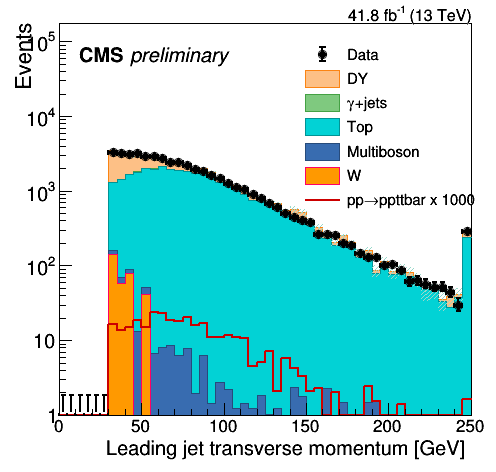 41.8 fb⁻¹ (13 TeV)
Events
CMS preliminary
Data
DY
γ+jets
Top
Multiboson
W
pp→ppttbar x 1000
10⁵
10⁴
10³
10²
10
1
0 50 100 150 200 250
Leading jet transverse momentum [GeV]